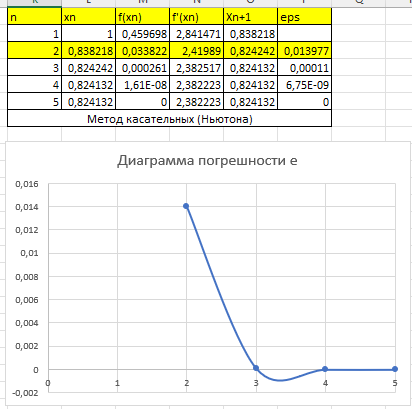 n xn f(xn) f'(xn) Xn+1 eps
1 1 0,459698 2,841471 0,838218
2 0,838218 0,033822 2,41989 0,824242 0,013977
3 0,824242 0,000261 2,382517 0,824132 0,00011
4 0,824132 1,61E-08 2,382223 0,824132 6,75E-09
5 0,824132 0 2,382223 0,824132 0
Метод касательных (Ньютона)
Диаграмма погрешности e
0,016
0,014
0,012
0,01
0,008
0,006
0,004
0,002
0
-0,002
0 1 2 3 4 5